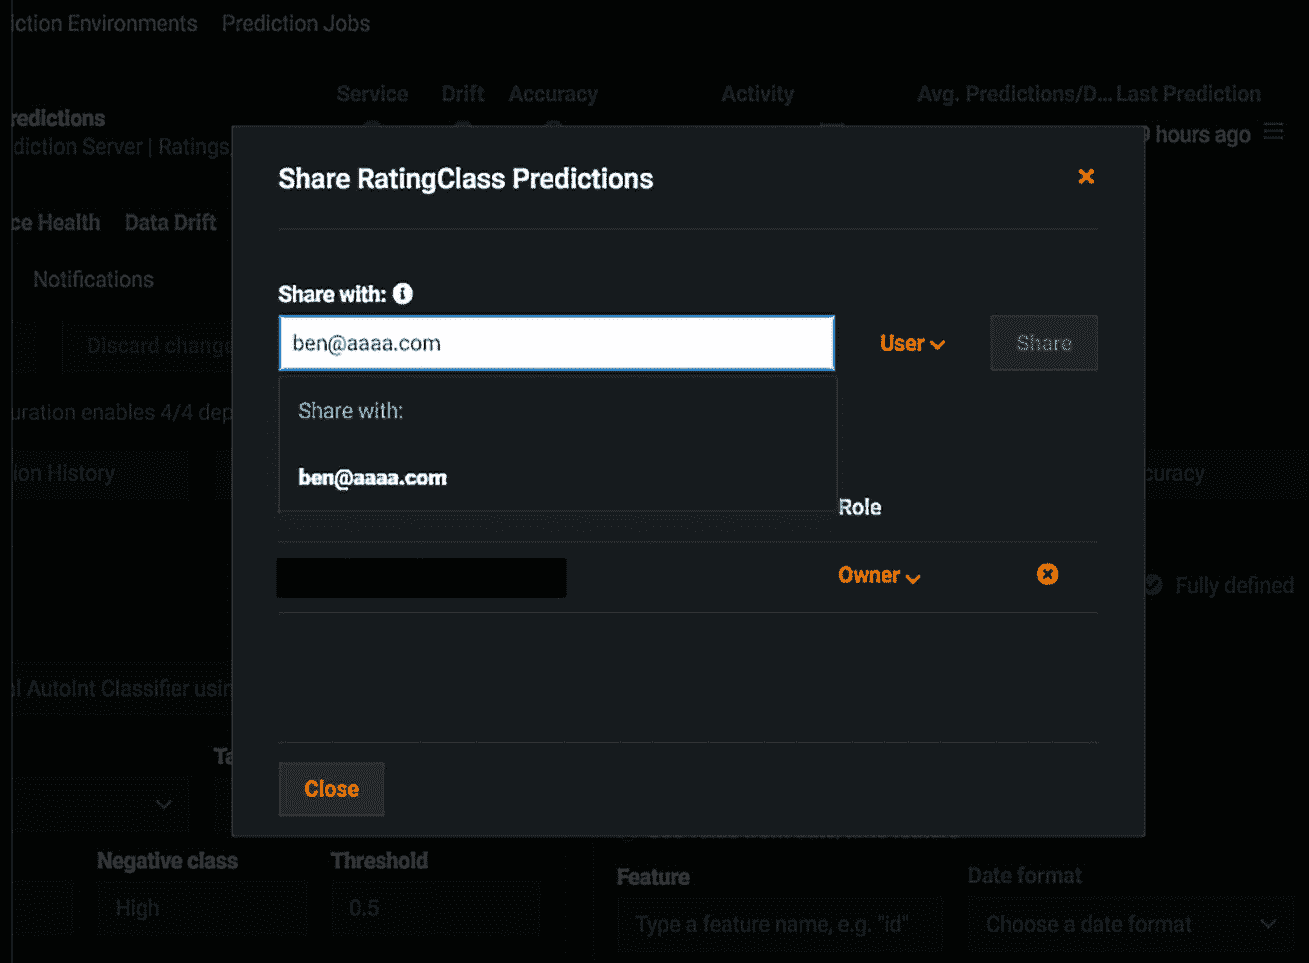 iction Environments Prediction Jobs
Service Drift Accuracy Activity Avg. Predictions/D... Last Prediction
redictions
hours ago
diction Server | Ratings,
Share RatingClass Predictions
ce Health Data Drift
Notifications
Share with:
ben@aaaa.com User Share
Discard change
Share with:
uration enables 4/4 dep
ion History
ben@aaaa.com
curacy
Role
Owner
Fully defined
l AutoInt Classifier usin
Ta
Close
Negative class Threshold
Feature Date format
High 0.5
Type a feature name, e.g. "id" Choose a date format